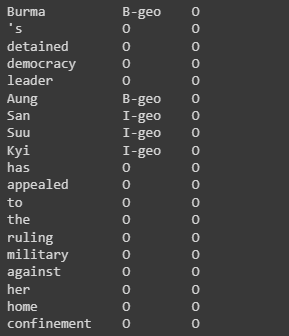 Burma B-geo O
's O O
detained O O
democracy O O
leader O O
Aung B-geo O
San I-geo O
Suu I-geo O
Kyi I-geo O
has O O
appealed O O
to O O
the O O
ruling O O
military O O
against O O
her O O
home O O
confinement O O